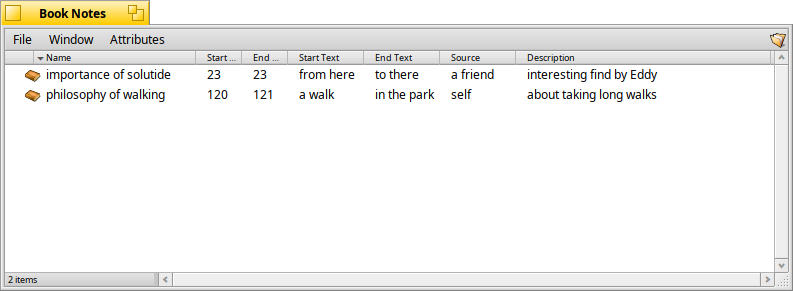 Book Notes
File Window Attributes
Name Start ... End ... Start Text End Text Source Description
importance of solutide 23 23 from here to there a friend interesting find by Eddy
philosophy of walking 120 121 a walk in the park self about taking long walks
2 items